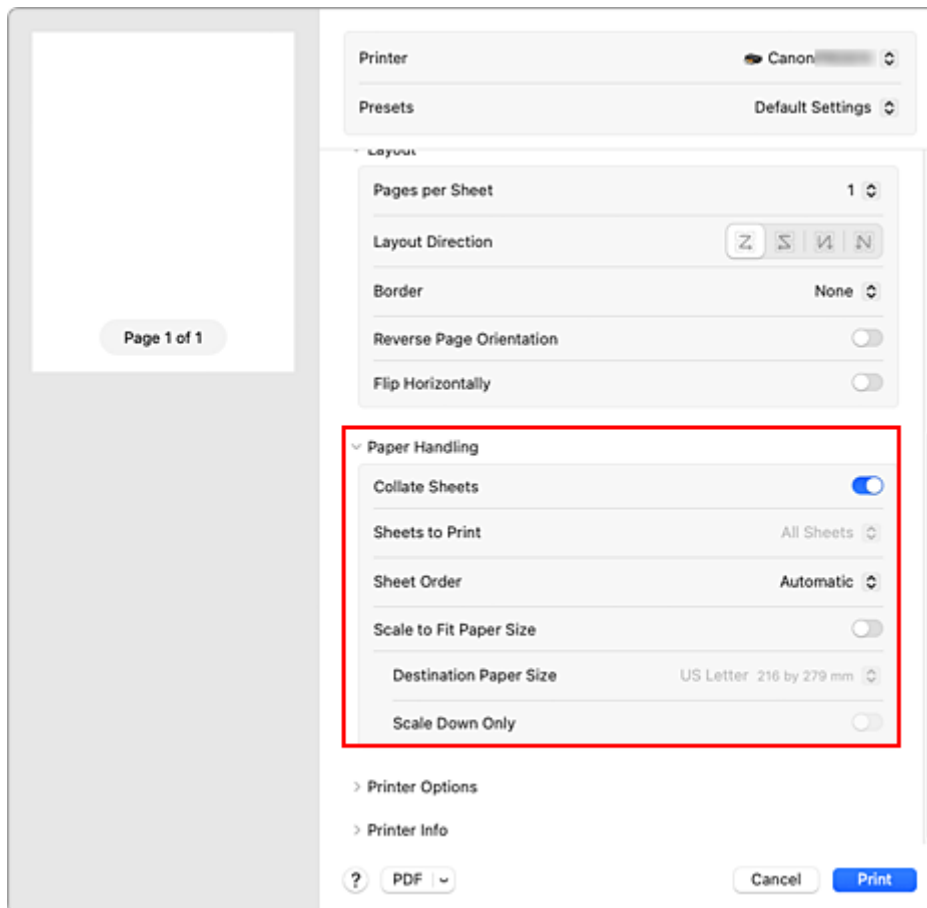 Printer Canon
Presets Default Settings
Layout
Pages per Sheet 1
Layout Direction
Border None
Page 1 of 1
Reverse Page Orientation
Flip Horizontally
Paper Handling
Collate Sheets
Sheets to Print All Sheets
Sheet Order Automatic
Scale to Fit Paper Size
Destination Paper Size US Letter 216 by 279 mm
Scale Down Only
Printer Options
Printer Info
? PDF Cancel Print